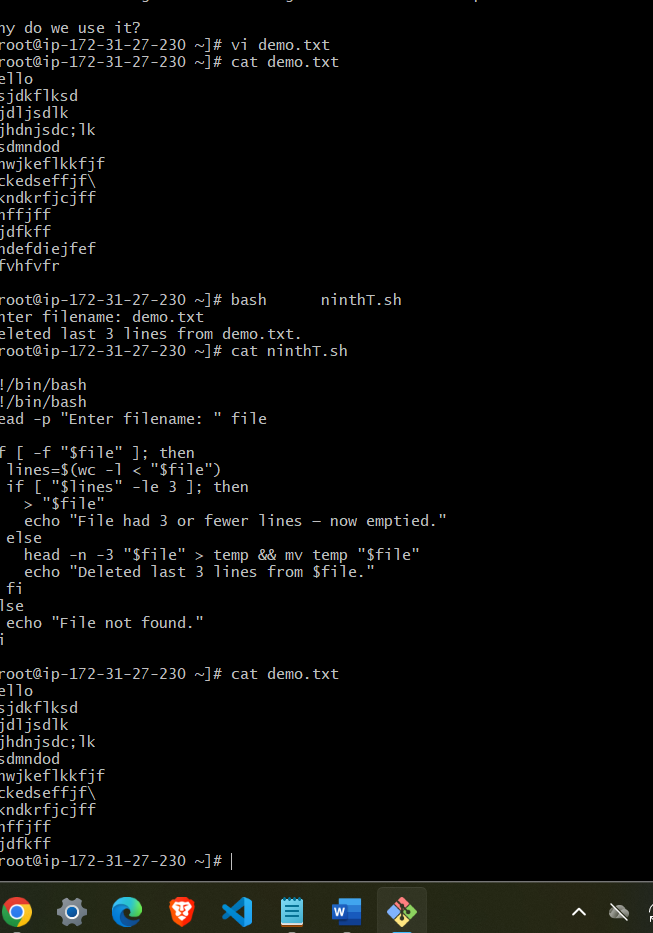 ny do we use it?
root@ip-172-31-27-230 ~]# vi demo.txt
root@ip-172-31-27-230 ~]# cat demo.txt
ello
sjdkflksd
jdljsdlk
jhdnjsdc;lk
sdmndod
nwjkeflkkfjf
ckedseffjf\
kndkrfjcjff
nffjff
jdfkff
ndefdiejfef
fvhfvfr
root@ip-172-31-27-230 ~]# bash      ninthT.sh
nter filename: demo.txt
eleted last 3 lines from demo.txt.
root@ip-172-31-27-230 ~]# cat ninthT.sh
!/bin/bash
!/bin/bash
ead -p "Enter filename: " file
f [ -f "$file" ]; then
lines=$(wc -l < "$file")
if [ "$lines" -le 3 ]; then
> "$file"
echo "File had 3 or fewer lines — now emptied."
else
head -n -3 "$file" > temp && mv temp "$file"
echo "Deleted last 3 lines from $file."
fi
lse
echo "File not found."
i
root@ip-172-31-27-230 ~]# cat demo.txt
ello
sjdkflksd
jdljsdlk
jhdnjsdc;lk
sdmndod
nwjkeflkkfjf
ckedseffjf\
kndkrfjcjff
nffjff
jdfkff
root@ip-172-31-27-230 ~]#